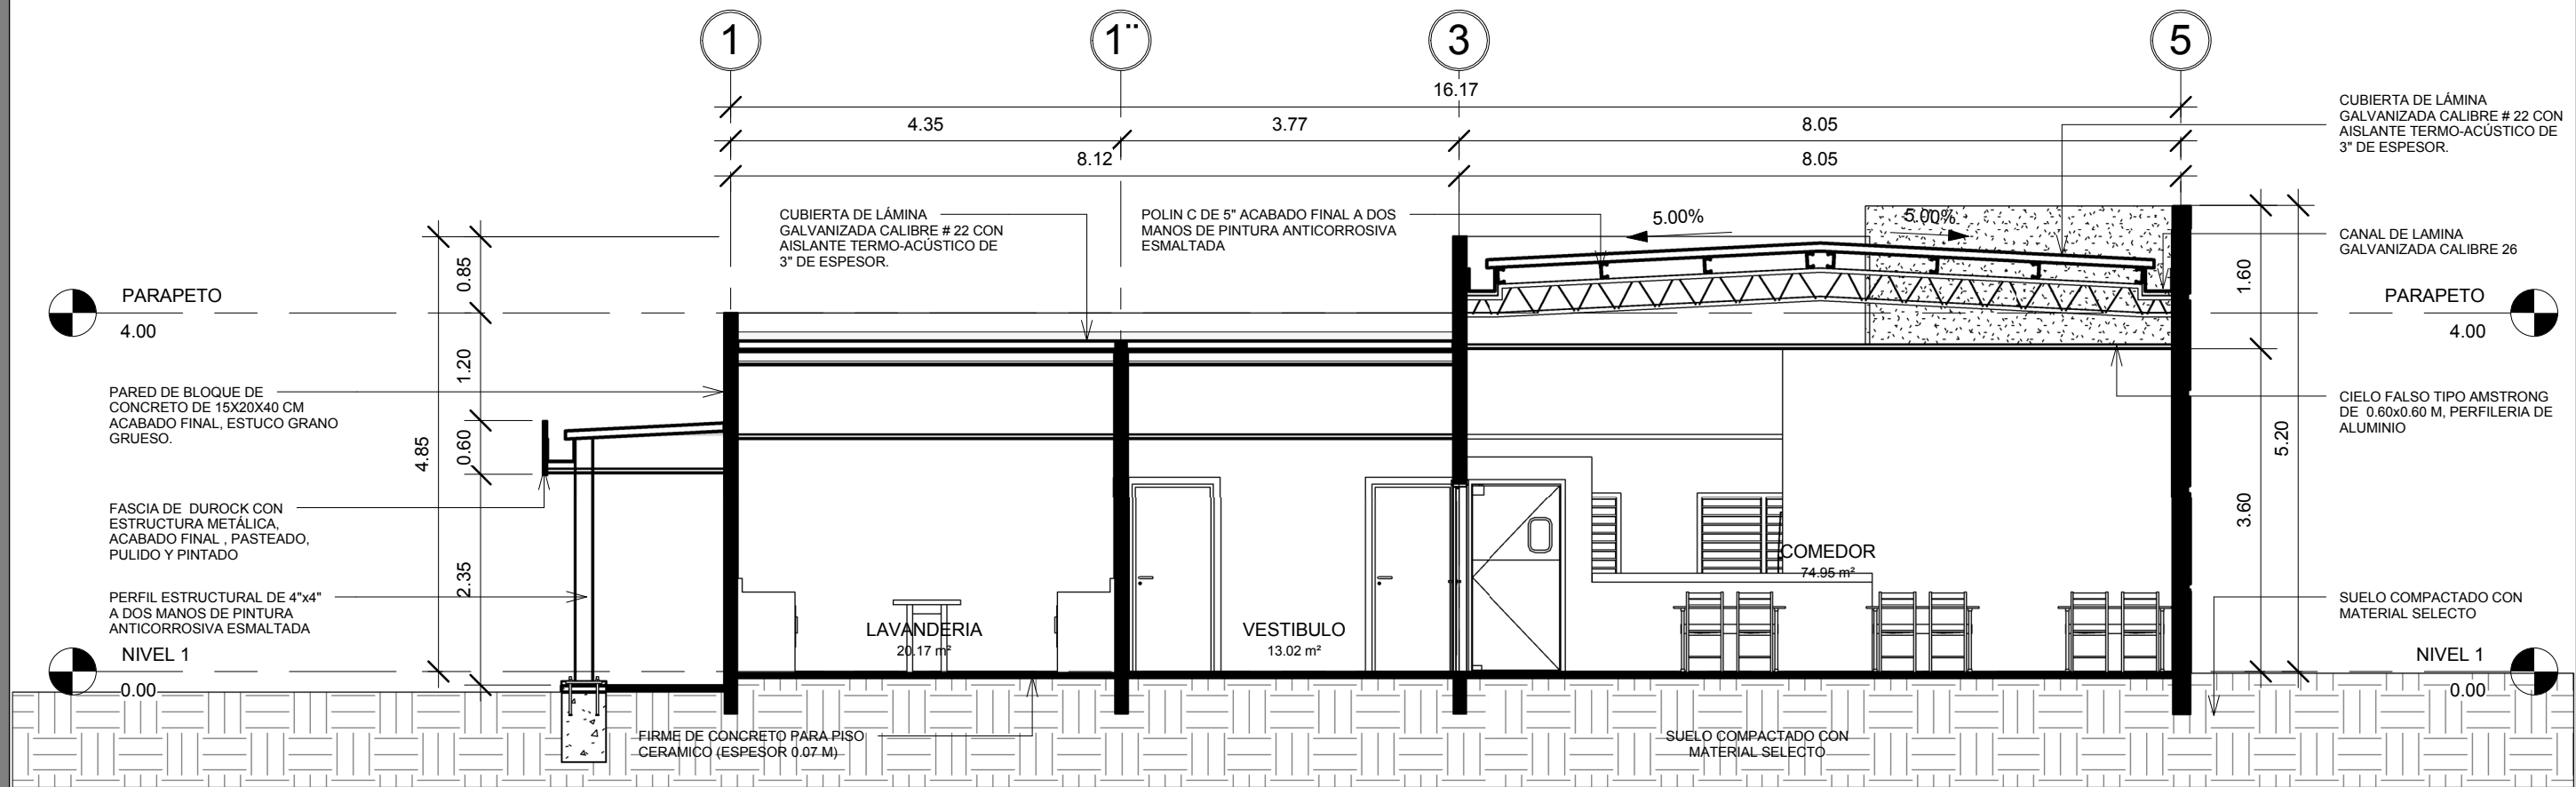 1
1¨
3
5
16.17
4.35
3.77
8.05
8.12
8.05
CUBIERTA DE LÁMINA
GALVANIZADA CALIBRE # 22 CON
AISLANTE TERMO-ACÚSTICO DE
3" DE ESPESOR.
POLIN C DE 5" ACABADO FINAL A DOS
MANOS DE PINTURA ANTICORROSIVA
ESMALTADA
5.00%
5.00%
CUBIERTA DE LÁMINA
GALVANIZADA CALIBRE # 22 CON
AISLANTE TERMO-ACÚSTICO DE
3" DE ESPESOR.
CANAL DE LAMINA
GALVANIZADA CALIBRE 26
PARAPETO
4.00
PARAPETO
4.00
0.85
1.20
0.60
2.35
4.85
1.60
3.60
5.20
PARED DE BLOQUE DE
CONCRETO DE 15X20X40 CM
ACABADO FINAL, ESTUCO GRANO
GRUESO.
FASCIA DE DUROCK CON
ESTRUCTURA METÁLICA,
ACABADO FINAL , PASTEADO,
PULIDO Y PINTADO
PERFIL ESTRUCTURAL DE 4"x4"
A DOS MANOS DE PINTURA
ANTICORROSIVA ESMALTADA
NIVEL 1
0.00
CIELO FALSO TIPO AMSTRONG
DE 0.60x0.60 M, PERFILERIA DE
ALUMINIO
SUELO COMPACTADO CON
MATERIAL SELECTO
NIVEL 1
0.00
LAVANDERIA
20.17 m²
VESTIBULO
13.02 m²
COMEDOR
74.95 m²
FIRME DE CONCRETO PARA PISO
CERAMICO (ESPESOR 0.07 M)
SUELO COMPACTADO CON
MATERIAL SELECTO